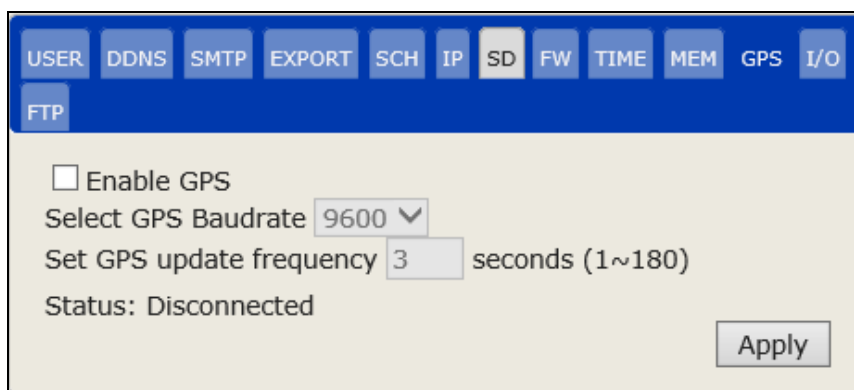 USER DDNS SMTP EXPORT SCH IP SD FW TIME MEM GPS I/O
FTP
Enable GPS
Select GPS Baudrate 9600
Set GPS update frequency 3 seconds (1~180)
Status: Disconnected
Apply